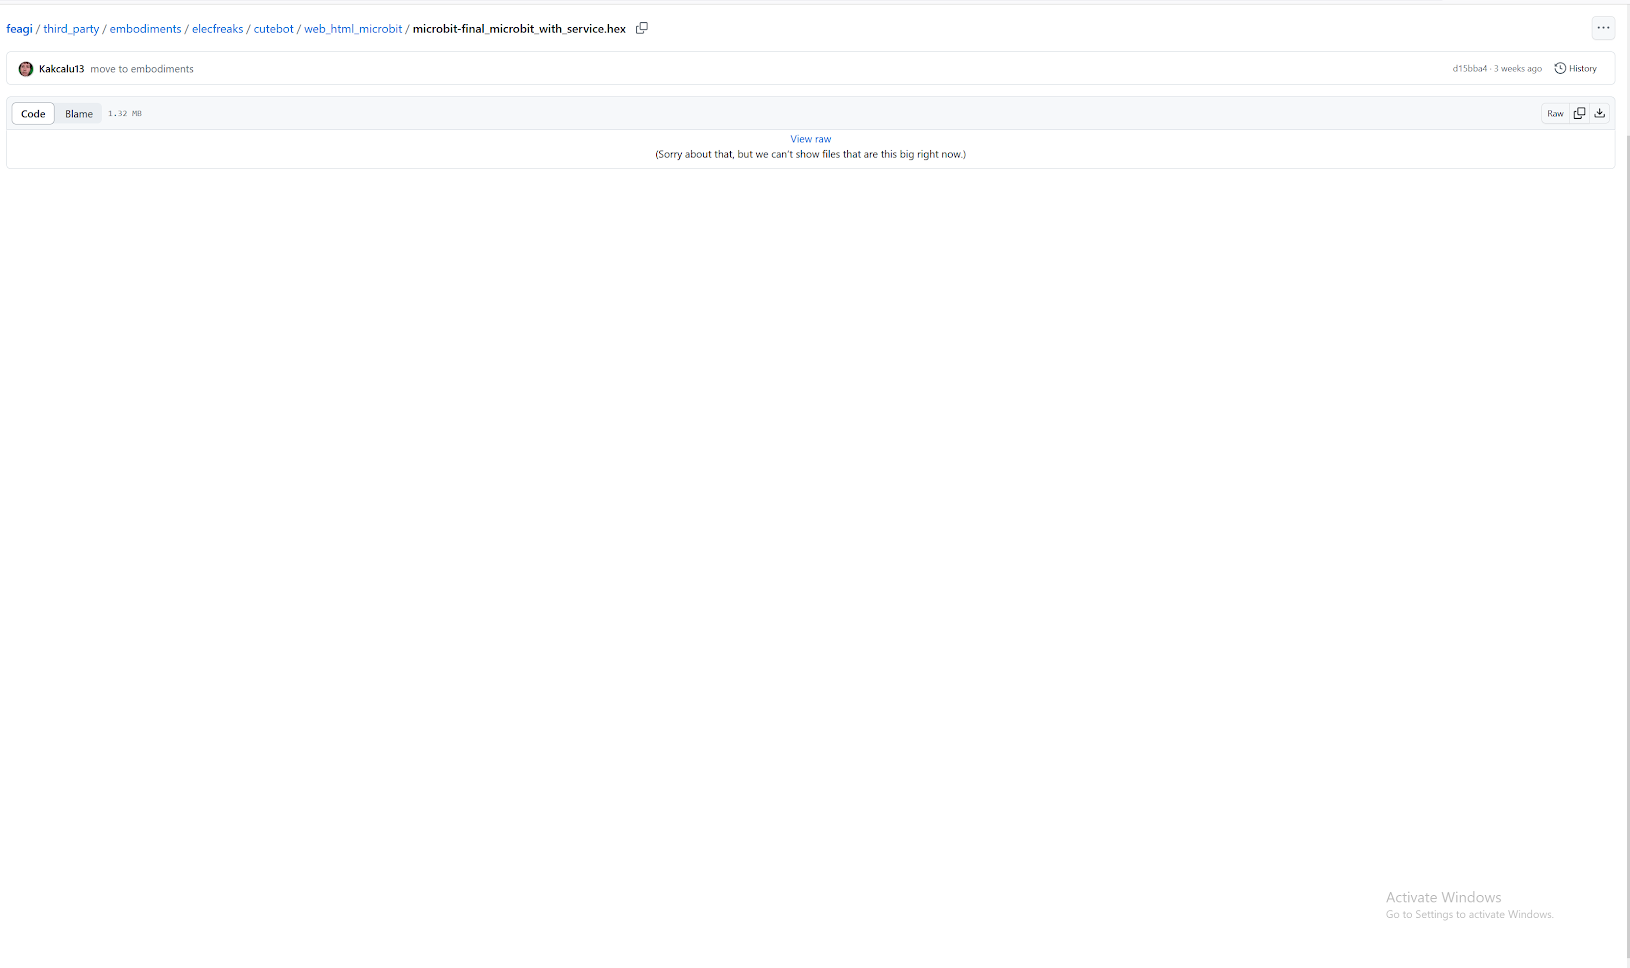 feagi / third_party / embodiments / elecfreaks / cutebot / web_html_microbit / microbit-final_microbit_with_service.hex
Kakcalu13 move to embodiments d15bba4 · 3 weeks ago History
Code Blame 1.32 MB Raw
View raw
(Sorry about that, but we can't show files that are this big right now.)
Activate Windows
Go to Settings to activate Windows.